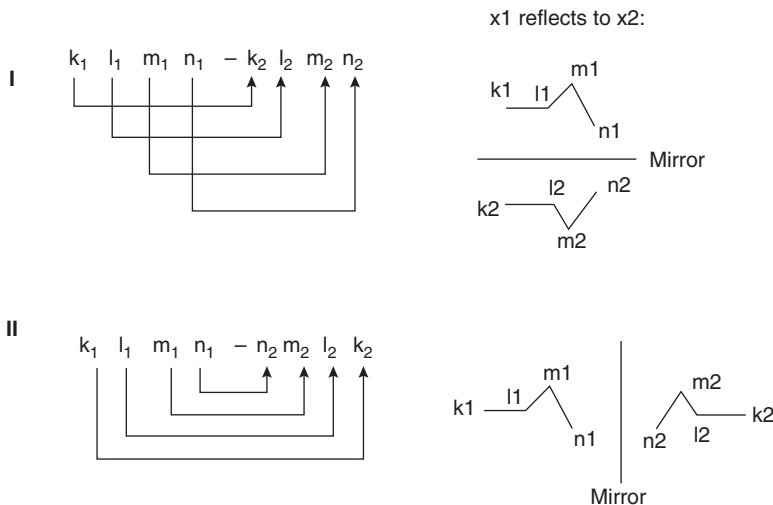 x1 reflects to x2:
I
k₁ l₁ m₁ n₁ – k₂ l₂ m₂ n₂
k1 l1 m1 n1
Mirror
k2 l2 m2 n2
II
k₁ l₁ m₁ n₁ – n₂ m₂ l₂ k₂
k1 l1 m1 n1 n2 m2 l2 k2
Mirror